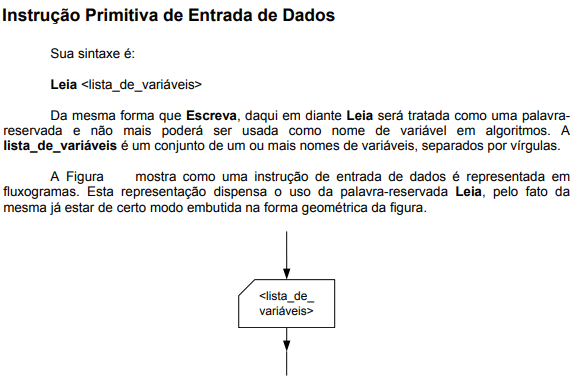 Instrução Primitiva de Entrada de Dados
Sua sintaxe é:
Leia <lista_de_variáveis>
Da mesma forma que Escreva, daqui em diante Leia será tratada como uma palavra-
reservada e não mais poderá ser usada como nome de variável em algoritmos. A
lista_de_variáveis é um conjunto de um ou mais nomes de variáveis, separados por vírgulas.
A Figura mostra como uma instrução de entrada de dados é representada em
fluxogramas. Esta representação dispensa o uso da palavra-reservada Leia, pelo fato da
mesma já estar de certo modo embutida na forma geométrica da figura.
<lista_de_
variáveis>